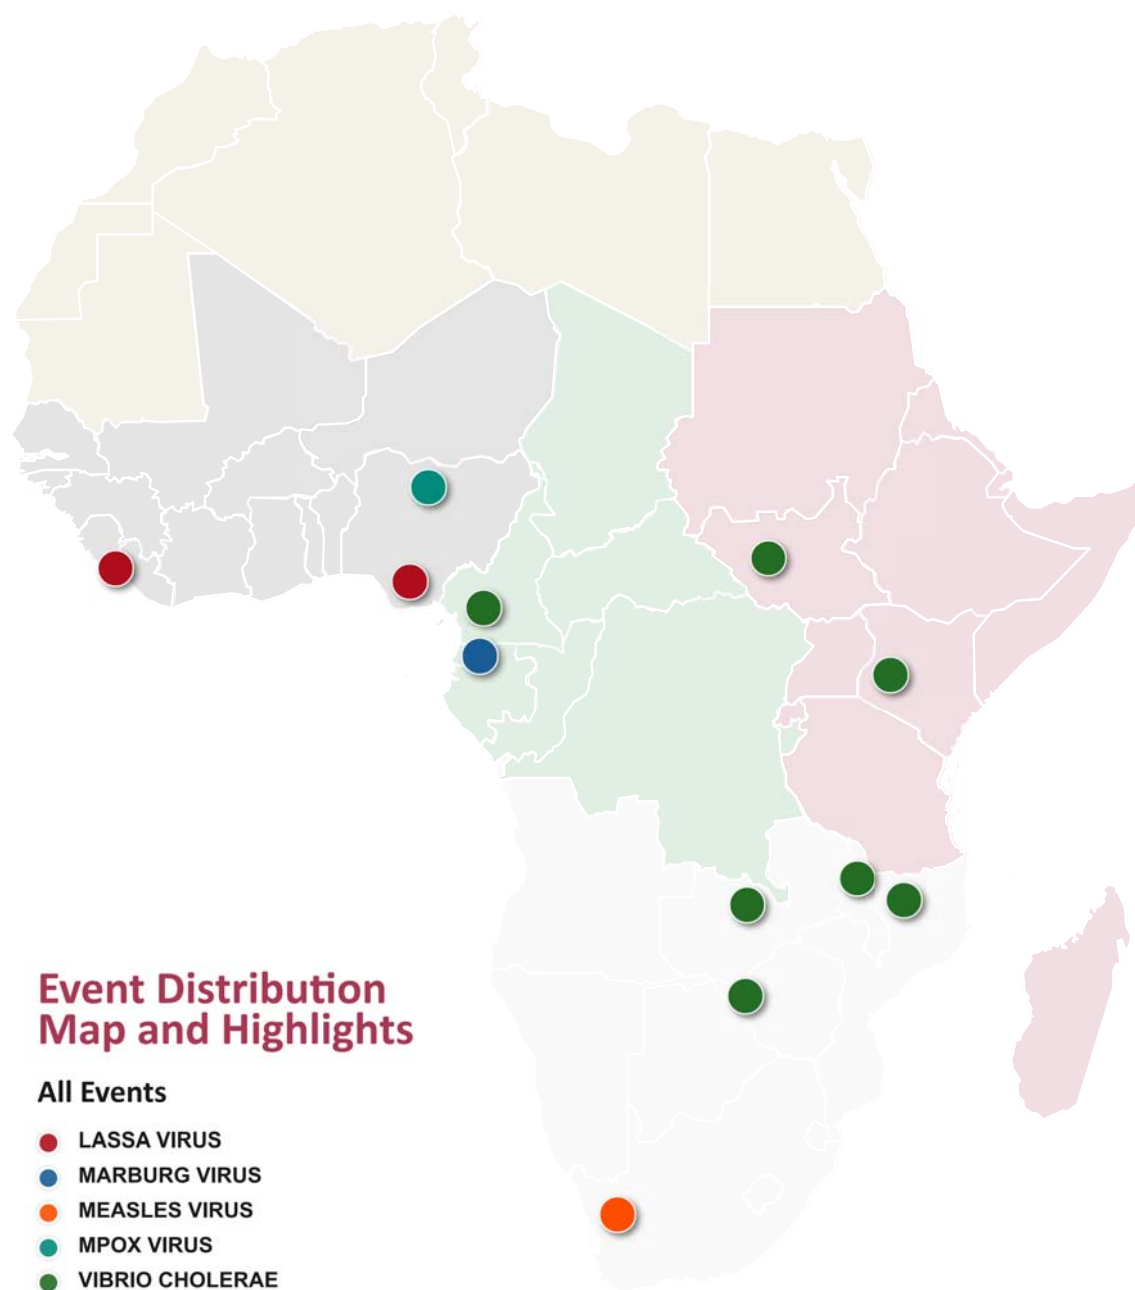 Event Distribution
Map and Highlights
All Events
LASSA VIRUS
MARBURG VIRUS
MEASLES VIRUS
MPOX VIRUS
VIBRIO CHOLERAE